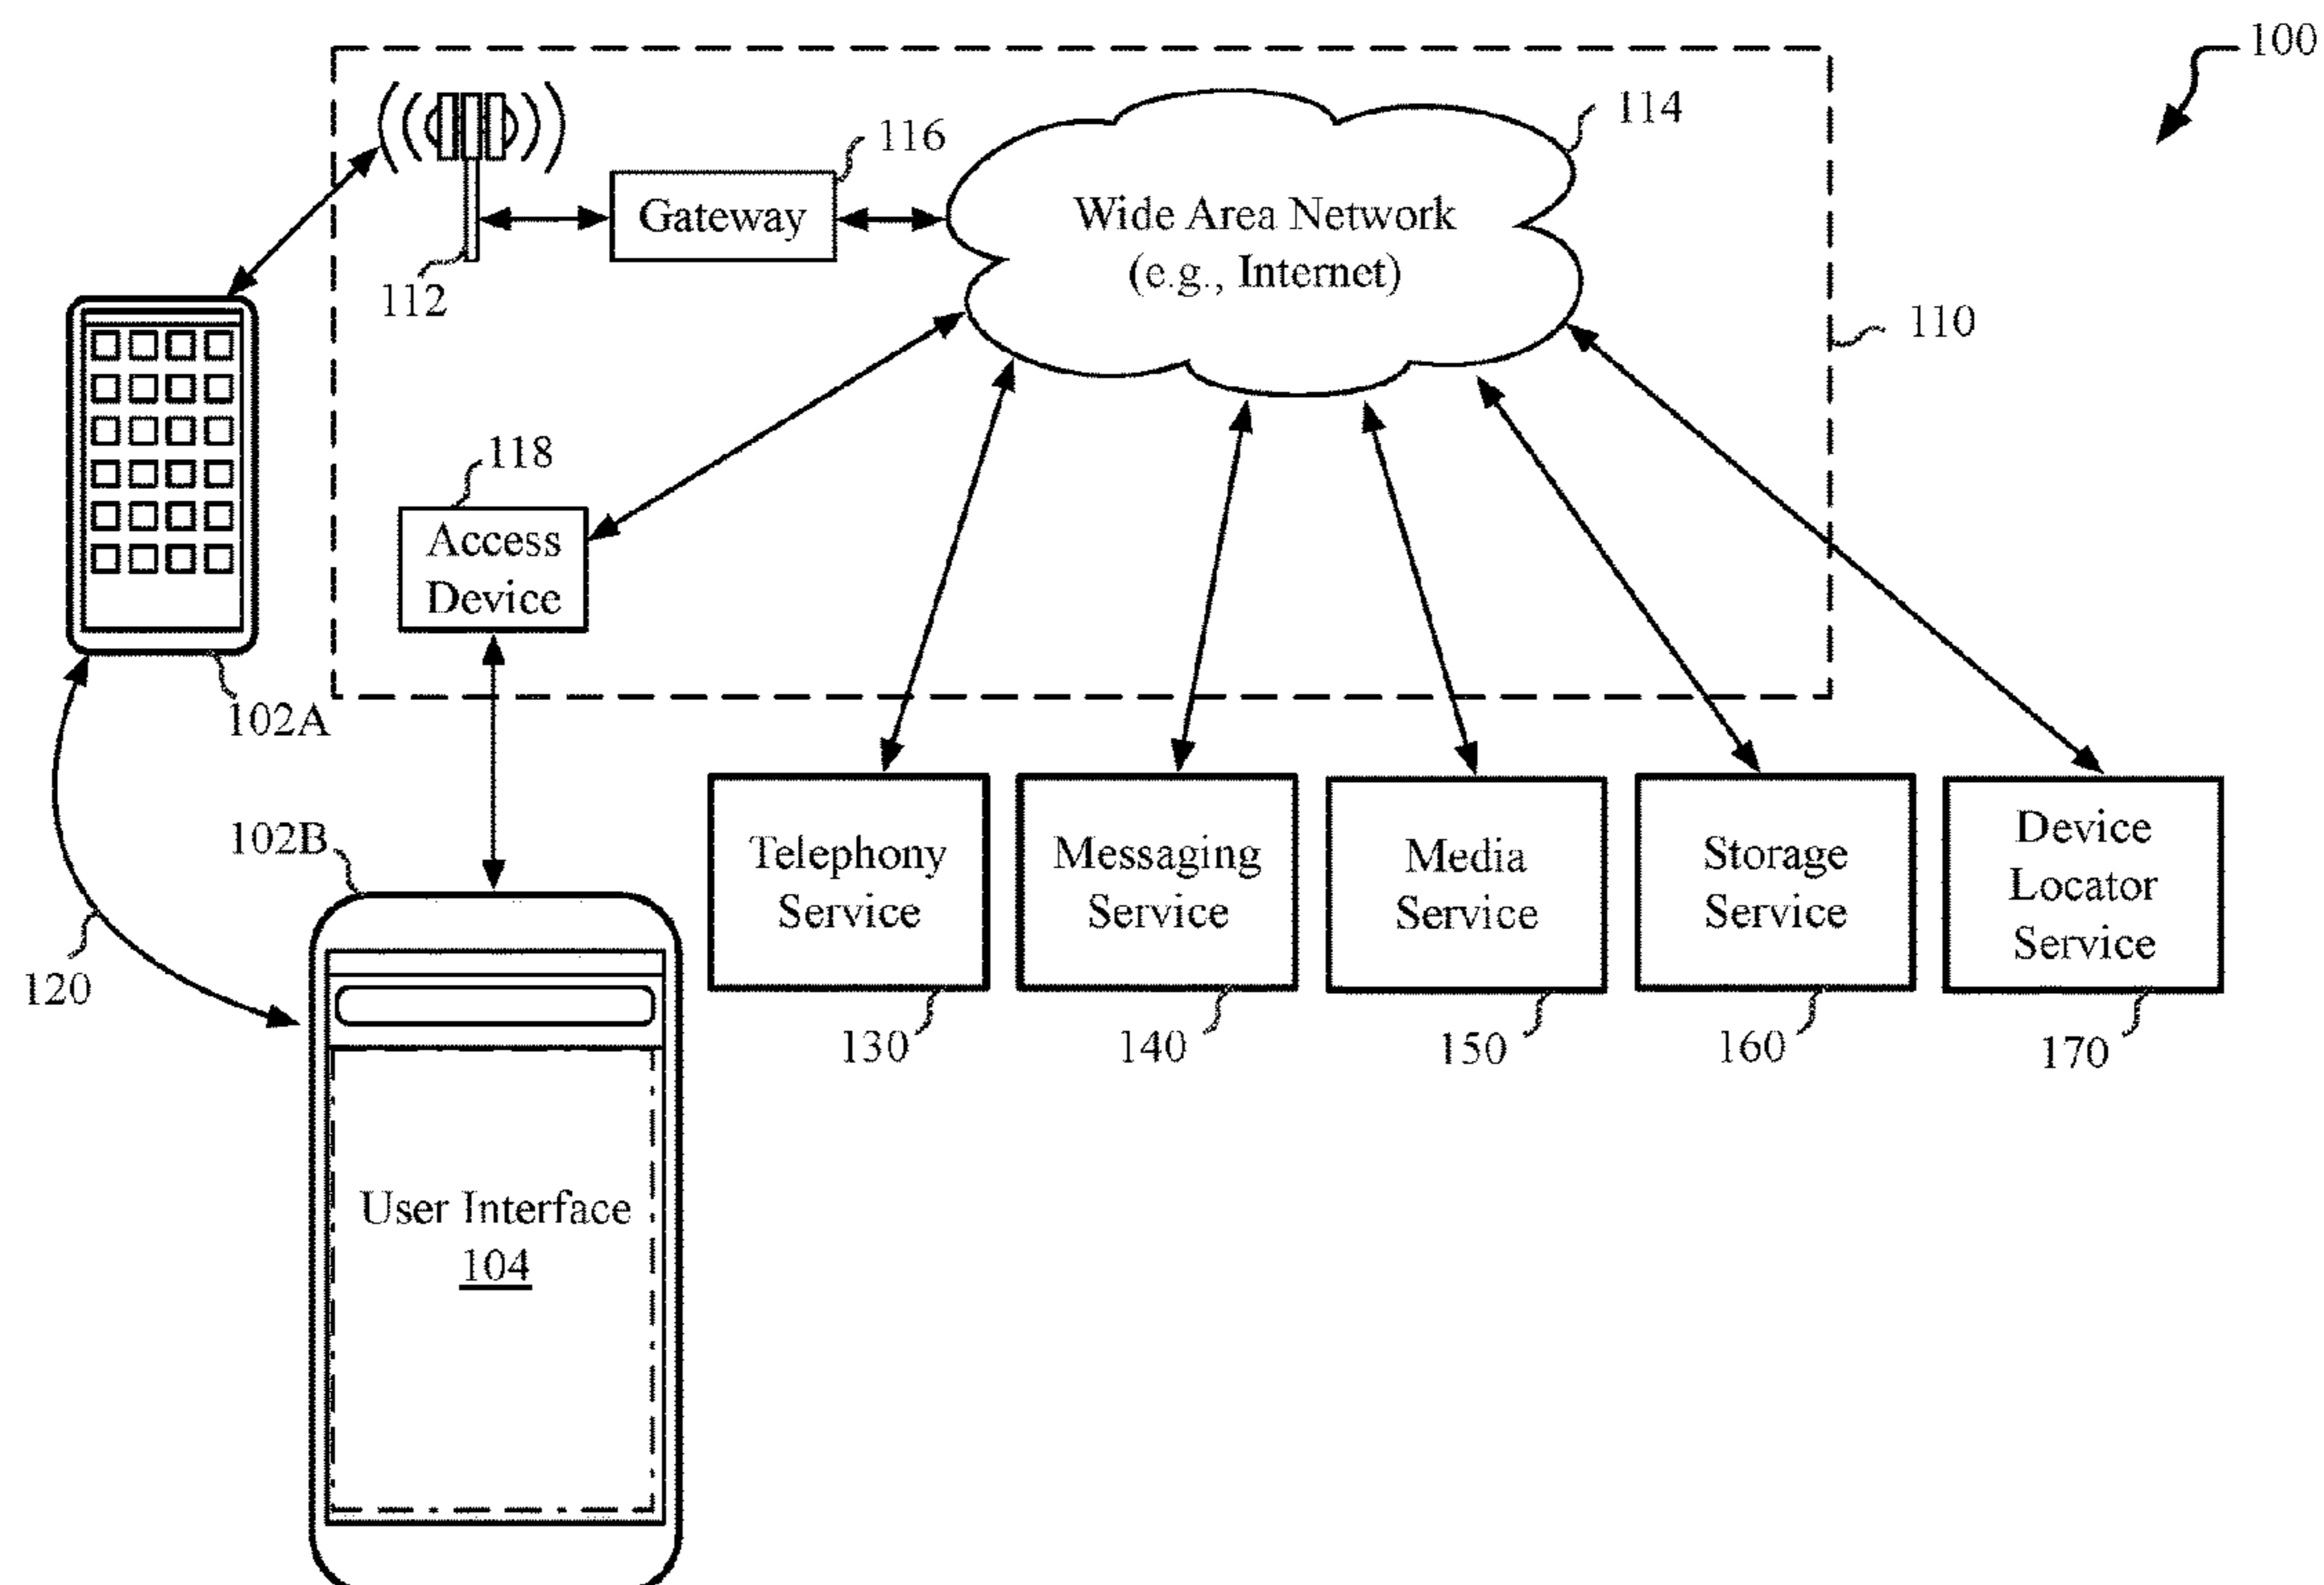 100
114
116
Gateway
Wide Area Network
(e.g., Internet)
112
110
118
Access
Device
102A
102B
120
Telephony
Service
Messaging
Service
Media
Service
Storage
Service
Device
Locator
Service
130
140
150
160
170
User Interface
104